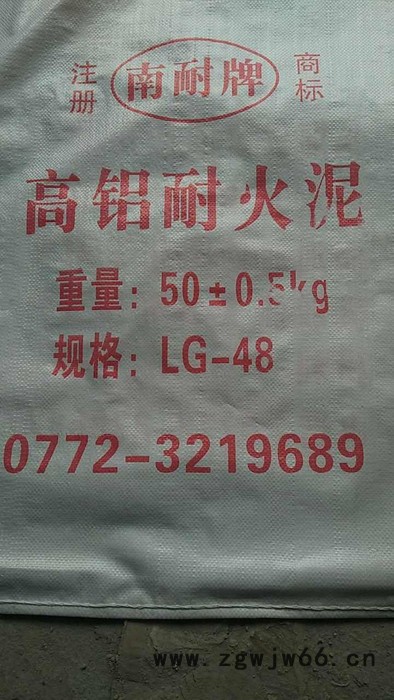 注册 南耐牌 商标
高铝耐火泥
重量: 50±0.5kg
规格: LG-48
0772-3219689
www.zgwjw66.cn